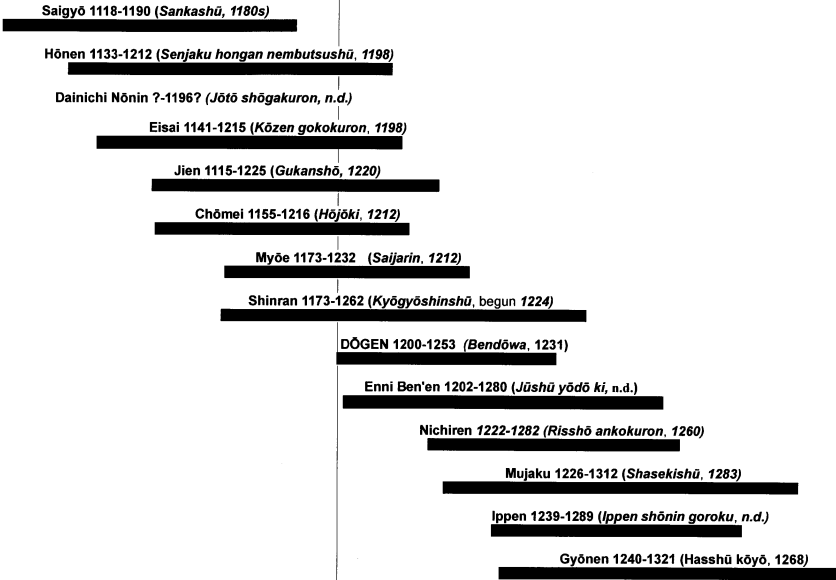 Saigyō 1118-1190 (Sankashū, 1180s)
Hōnen 1133-1212 (Senjaku hongan nembutsushū, 1198)
Dainichi Nōnin ?-1196? (Jōtō shōgakuron, n.d.)
Eisai 1141-1215 (Kōzen gokokuron, 1198)
Jien 1115-1225 (Gukanshō, 1220)
Chōmei 1155-1216 (Hōjōki, 1212)
Myōe 1173-1232 (Saijarin, 1212)
Shinran 1173-1262 (Kyōgyōshinshū, begun 1224)
DŌGEN 1200-1253 (Bendōwa, 1231)
Enni Ben'en 1202-1280 (Jūshū yōdō ki, n.d.)
Nichiren 1222-1282 (Risshō ankokuron, 1260)
Mujaku 1226-1312 (Shasekishū, 1283)
Ippen 1239-1289 (Ippen shōnin goroku, n.d.)
Gyōnen 1240-1321 (Hasshū kōyō, 1268)